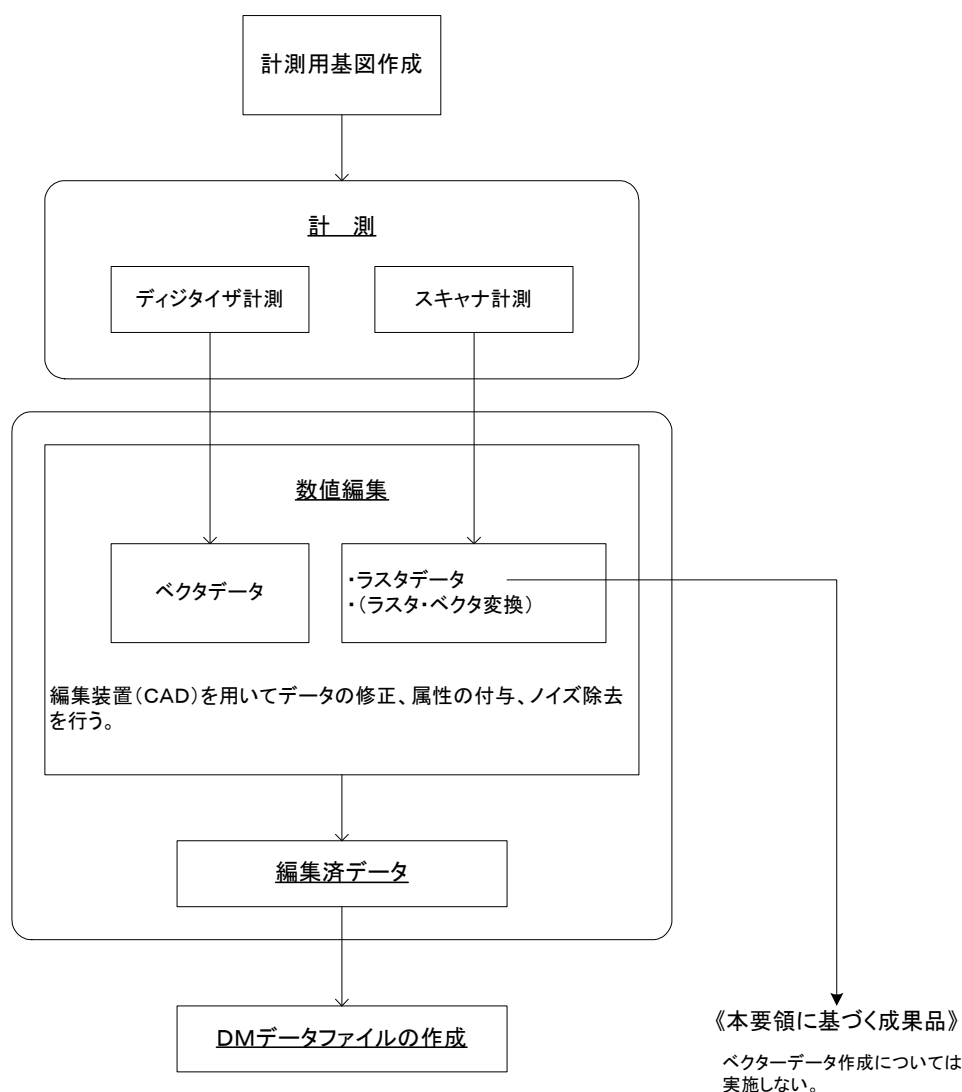 計測用基図作成
計　測
ディジタイザ計測
スキャナ計測
数値編集
ベクタデータ
・ラスタデータ
・(ラスタ・ベクタ変換)
編集装置(CAD)を用いてデータの修正、属性の付与、ノイズ除去
を行う。
編集済データ
DMデータファイルの作成
《本要領に基づく成果品》
ベクターデータ作成については
実施しない。